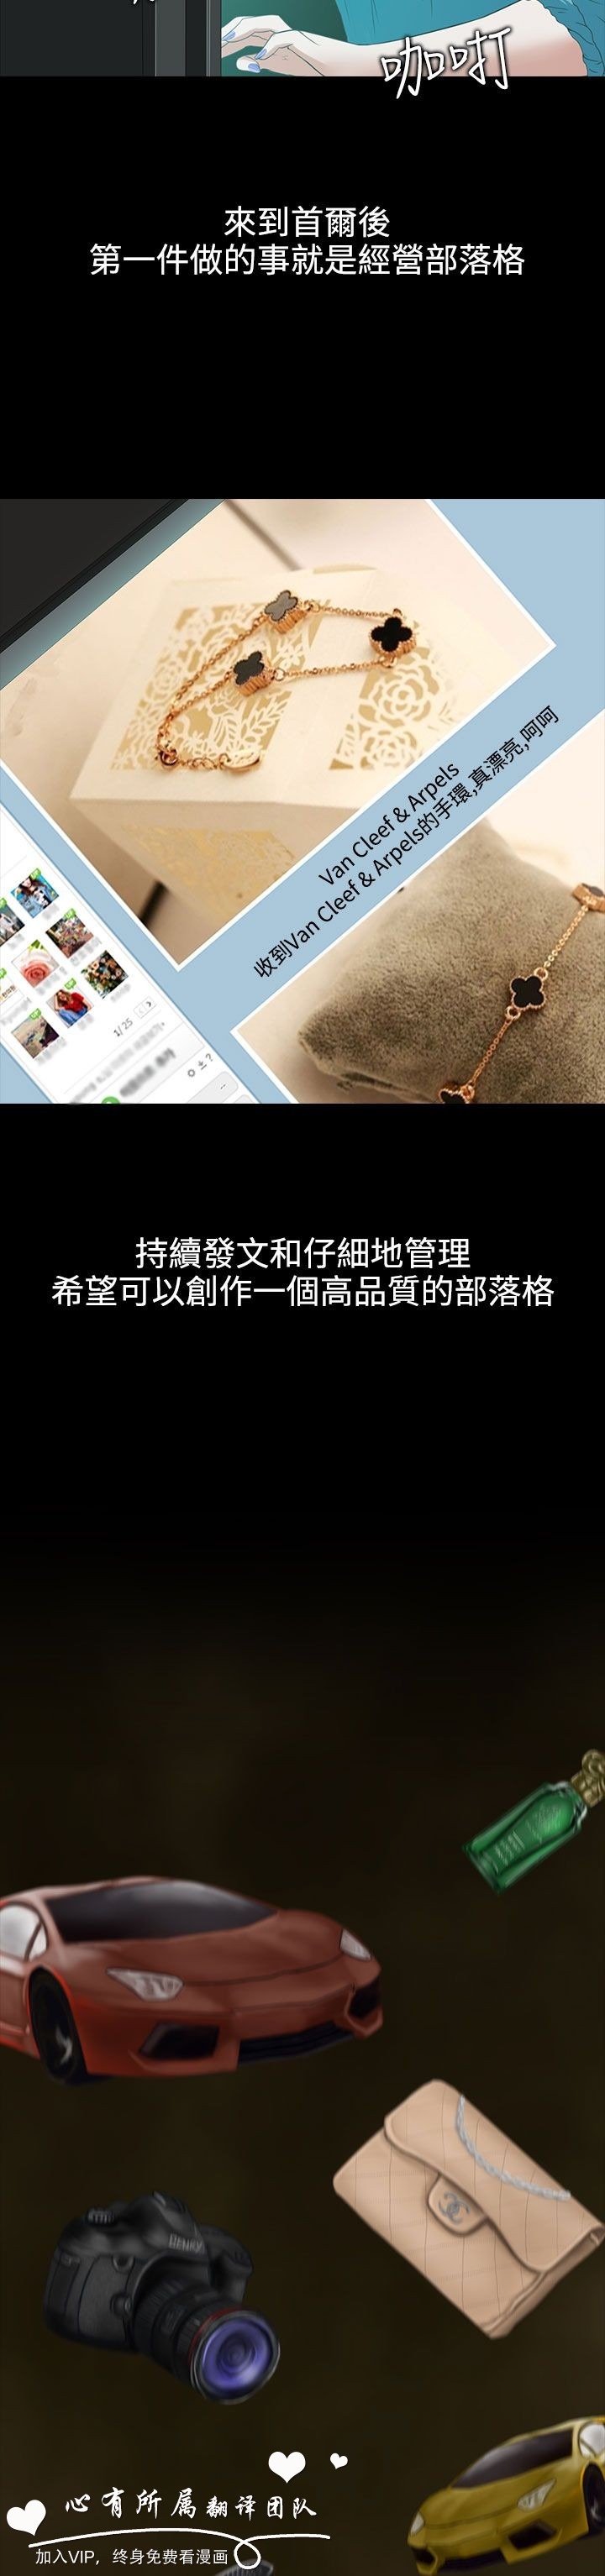 咖吋
來到首爾後
第一件做的事就是經營部落格
Van Cleef & Arpels
收到Van Cleef & Arpels的手環,真漂亮,呵呵
1/25
持續發文和仔細地管理
希望可以創作一個高品質的部落格
心有所属翻译团队
加入VIP，终身免费看漫画